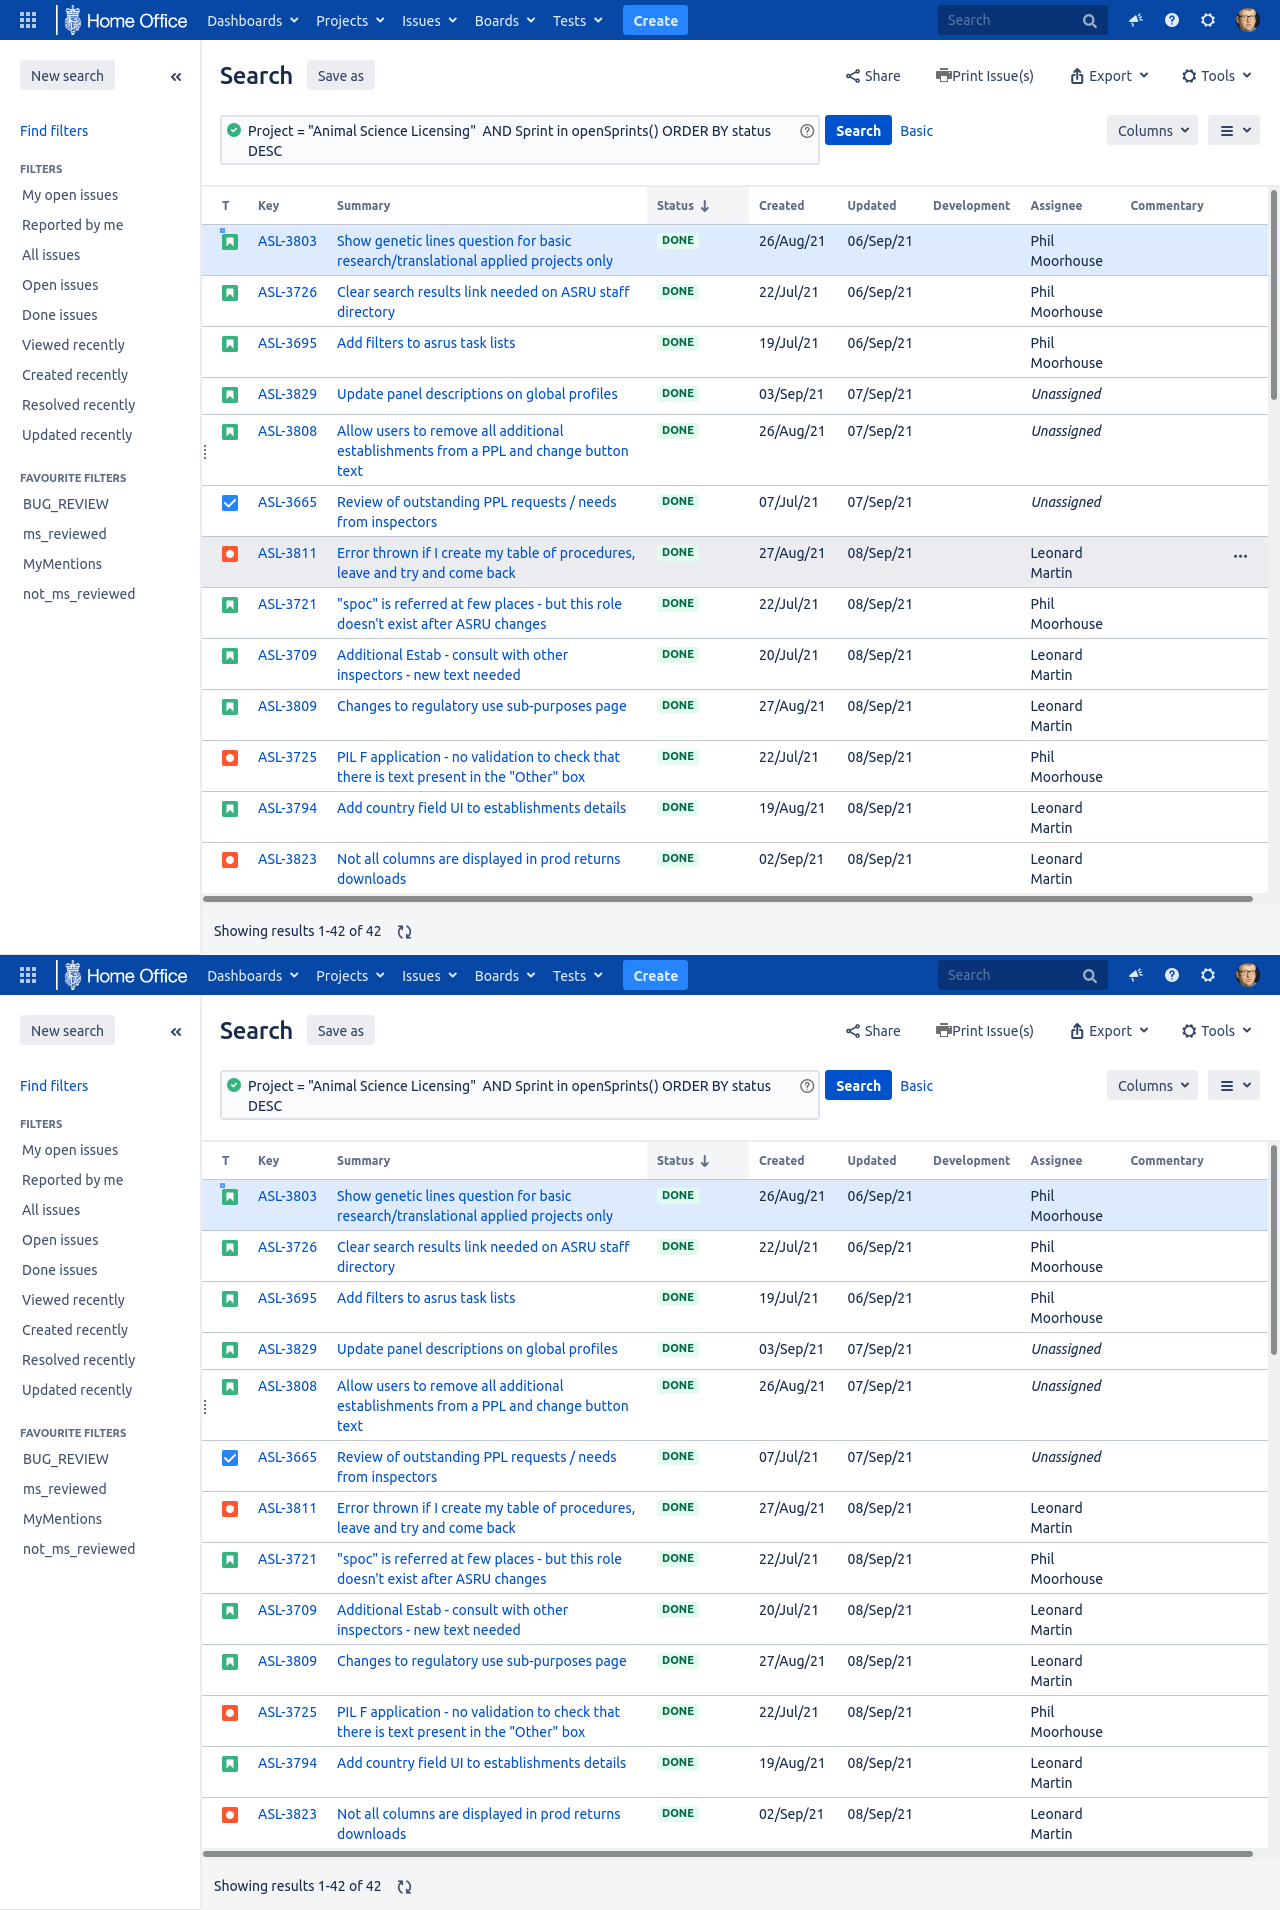 Home Office Dashboards Projects Issues Boards Tests Create Search
New search
Search Save as Share Print Issue(s) Export Tools
Find filters
Project = "Animal Science Licensing"  AND Sprint in openSprints() ORDER BY status
DESC
Search Basic Columns
FILTERS
My open issues
Reported by me
All issues
Open issues
Done issues
Viewed recently
Created recently
Resolved recently
Updated recently
FAVOURITE FILTERS
BUG_REVIEW
ms_reviewed
MyMentions
not_ms_reviewed
T Key Summary Status Created Updated Development Assignee Commentary
ASL-3803 Show genetic lines question for basic DONE 26/Aug/21 06/Sep/21 Phil
research/translational applied projects only Moorhouse
ASL-3726 Clear search results link needed on ASRU staff DONE 22/Jul/21 06/Sep/21 Phil
directory Moorhouse
ASL-3695 Add filters to asrus task lists DONE 19/Jul/21 06/Sep/21 Phil
Moorhouse
ASL-3829 Update panel descriptions on global profiles DONE 03/Sep/21 07/Sep/21 Unassigned
ASL-3808 Allow users to remove all additional DONE 26/Aug/21 07/Sep/21 Unassigned
establishments from a PPL and change button
text
ASL-3665 Review of outstanding PPL requests / needs DONE 07/Jul/21 07/Sep/21 Unassigned
from inspectors
ASL-3811 Error thrown if I create my table of procedures, DONE 27/Aug/21 08/Sep/21 Leonard
leave and try and come back Martin
ASL-3721 "spoc" is referred at few places - but this role DONE 22/Jul/21 08/Sep/21 Phil
doesn't exist after ASRU changes Moorhouse
ASL-3709 Additional Estab - consult with other DONE 20/Jul/21 08/Sep/21 Leonard
inspectors - new text needed Martin
ASL-3809 Changes to regulatory use sub-purposes page DONE 27/Aug/21 08/Sep/21 Leonard
Martin
ASL-3725 PIL F application - no validation to check that DONE 22/Jul/21 08/Sep/21 Phil
there is text present in the "Other" box Moorhouse
ASL-3794 Add country field UI to establishments details DONE 19/Aug/21 08/Sep/21 Leonard
Martin
ASL-3823 Not all columns are displayed in prod returns DONE 02/Sep/21 08/Sep/21 Leonard
downloads Martin
Showing results 1-42 of 42
Home Office Dashboards Projects Issues Boards Tests Create Search
New search
Search Save as Share Print Issue(s) Export Tools
Find filters
Project = "Animal Science Licensing"  AND Sprint in openSprints() ORDER BY status
DESC
Search Basic Columns
FILTERS
My open issues
Reported by me
All issues
Open issues
Done issues
Viewed recently
Created recently
Resolved recently
Updated recently
FAVOURITE FILTERS
BUG_REVIEW
ms_reviewed
MyMentions
not_ms_reviewed
T Key Summary Status Created Updated Development Assignee Commentary
ASL-3803 Show genetic lines question for basic DONE 26/Aug/21 06/Sep/21 Phil
research/translational applied projects only Moorhouse
ASL-3726 Clear search results link needed on ASRU staff DONE 22/Jul/21 06/Sep/21 Phil
directory Moorhouse
ASL-3695 Add filters to asrus task lists DONE 19/Jul/21 06/Sep/21 Phil
Moorhouse
ASL-3829 Update panel descriptions on global profiles DONE 03/Sep/21 07/Sep/21 Unassigned
ASL-3808 Allow users to remove all additional DONE 26/Aug/21 07/Sep/21 Unassigned
establishments from a PPL and change button
text
ASL-3665 Review of outstanding PPL requests / needs DONE 07/Jul/21 07/Sep/21 Unassigned
from inspectors
ASL-3811 Error thrown if I create my table of procedures, DONE 27/Aug/21 08/Sep/21 Leonard
leave and try and come back Martin
ASL-3721 "spoc" is referred at few places - but this role DONE 22/Jul/21 08/Sep/21 Phil
doesn't exist after ASRU changes Moorhouse
ASL-3709 Additional Estab - consult with other DONE 20/Jul/21 08/Sep/21 Leonard
inspectors - new text needed Martin
ASL-3809 Changes to regulatory use sub-purposes page DONE 27/Aug/21 08/Sep/21 Leonard
Martin
ASL-3725 PIL F application - no validation to check that DONE 22/Jul/21 08/Sep/21 Phil
there is text present in the "Other" box Moorhouse
ASL-3794 Add country field UI to establishments details DONE 19/Aug/21 08/Sep/21 Leonard
Martin
ASL-3823 Not all columns are displayed in prod returns DONE 02/Sep/21 08/Sep/21 Leonard
downloads Martin
Showing results 1-42 of 42